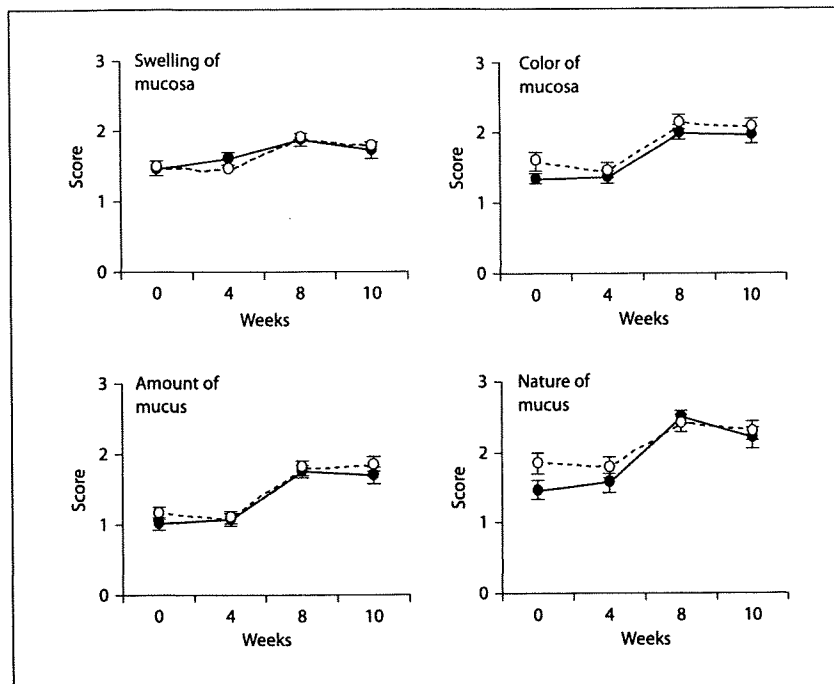 Swelling of
mucosa
3
2
1
0
Score
0 4 8 10
Weeks
Color of
mucosa
3
2
1
0
Score
0 4 8 10
Weeks
Amount of
mucus
3
2
1
0
Score
0 4 8 10
Weeks
Nature of
mucus
3
2
1
0
Score
0 4 8 10
Weeks